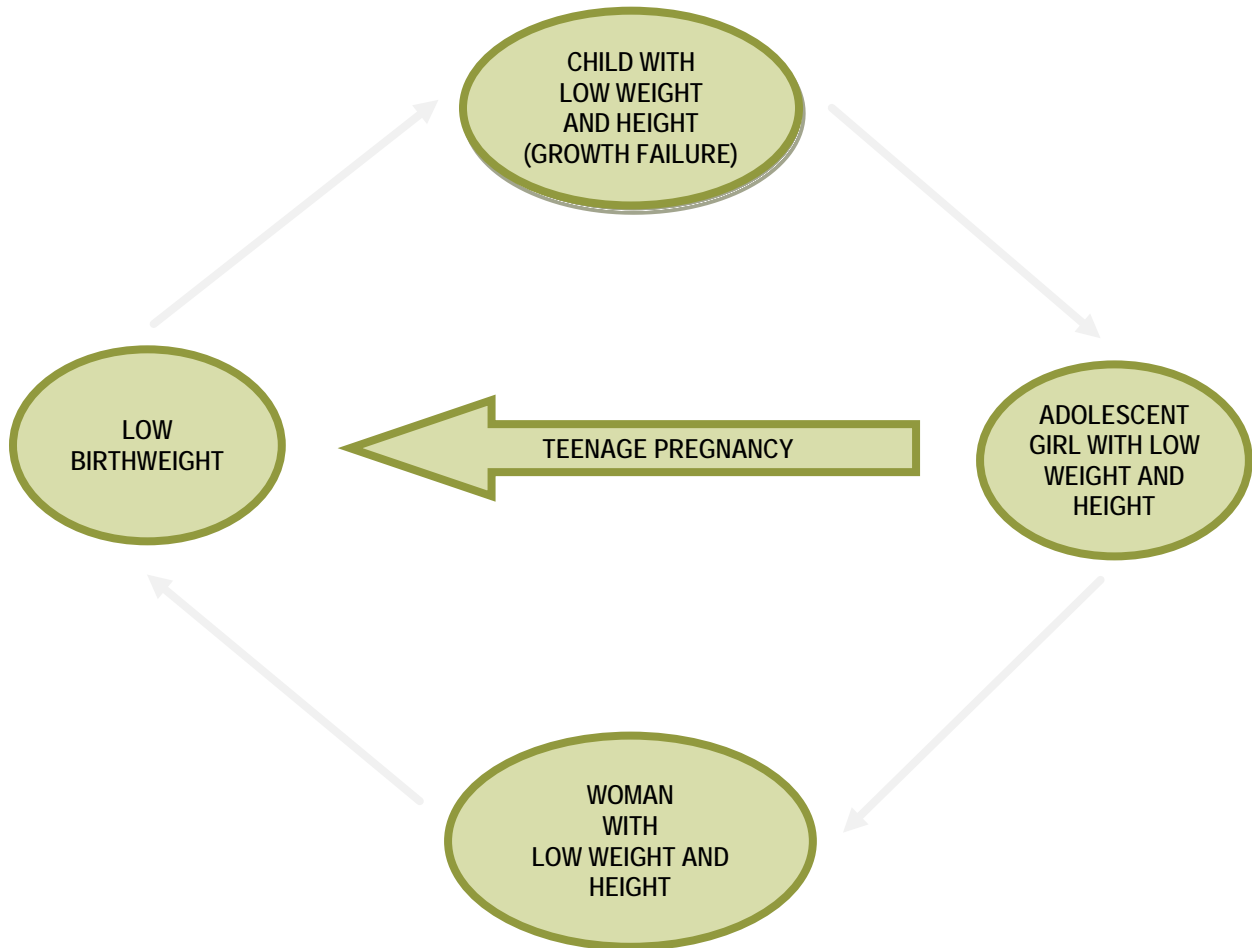 CHILD WITH
LOW WEIGHT
AND HEIGHT
(GROWTH FAILURE)
LOW
BIRTHWEIGHT
TEENAGE PREGNANCY
ADOLESCENT
GIRL WITH LOW
WEIGHT AND
HEIGHT
WOMAN
WITH
LOW WEIGHT AND
HEIGHT